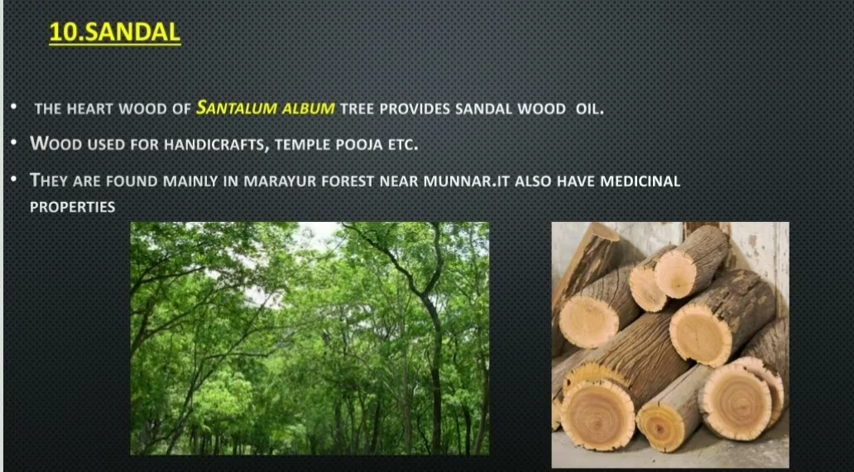 10.SANDAL
• THE HEART WOOD OF SANTALUM ALBUM TREE PROVIDES SANDAL WOOD OIL.
• WOOD USED FOR HANDICRAFTS, TEMPLE POOJA ETC.
• THEY ARE FOUND MAINLY IN MARAYUR FOREST NEAR MUNNAR.IT ALSO HAVE MEDICINAL
PROPERTIES